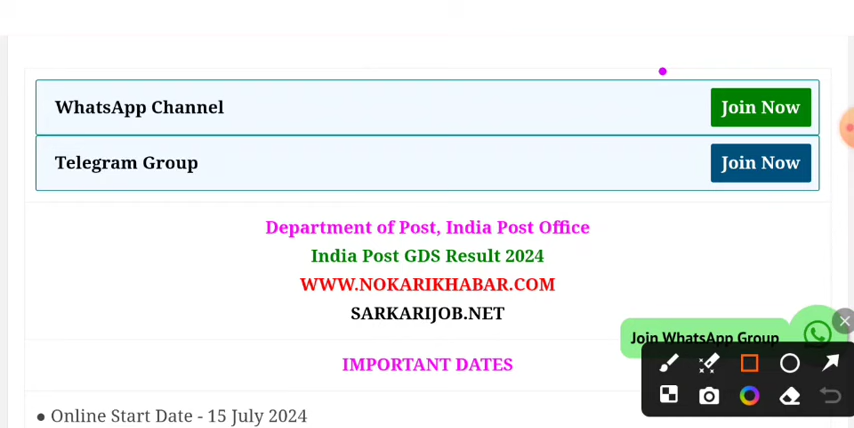 WhatsApp Channel
Join Now
Telegram Group
Join Now
Department of Post, India Post Office
India Post GDS Result 2024
WWW.NOKARIKHABAR.COM
SARKARIJOB.NET
Join WhatsApp Group
IMPORTANT DATES
● Online Start Date - 15 July 2024